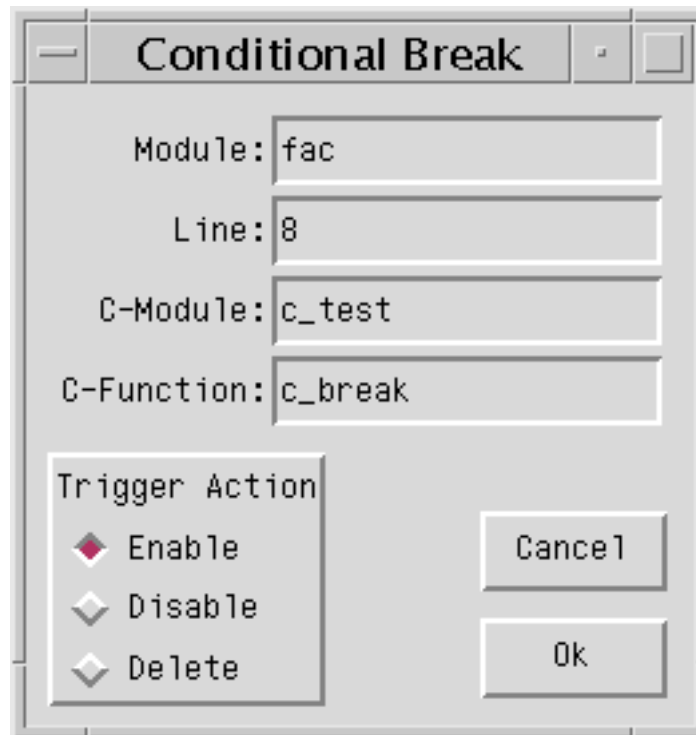 Conditional Break
Module: fac
Line: 8
C-Module: c_test
C-Function: c_break
Trigger Action
Enable
Disable
Delete
Cancel
Ok